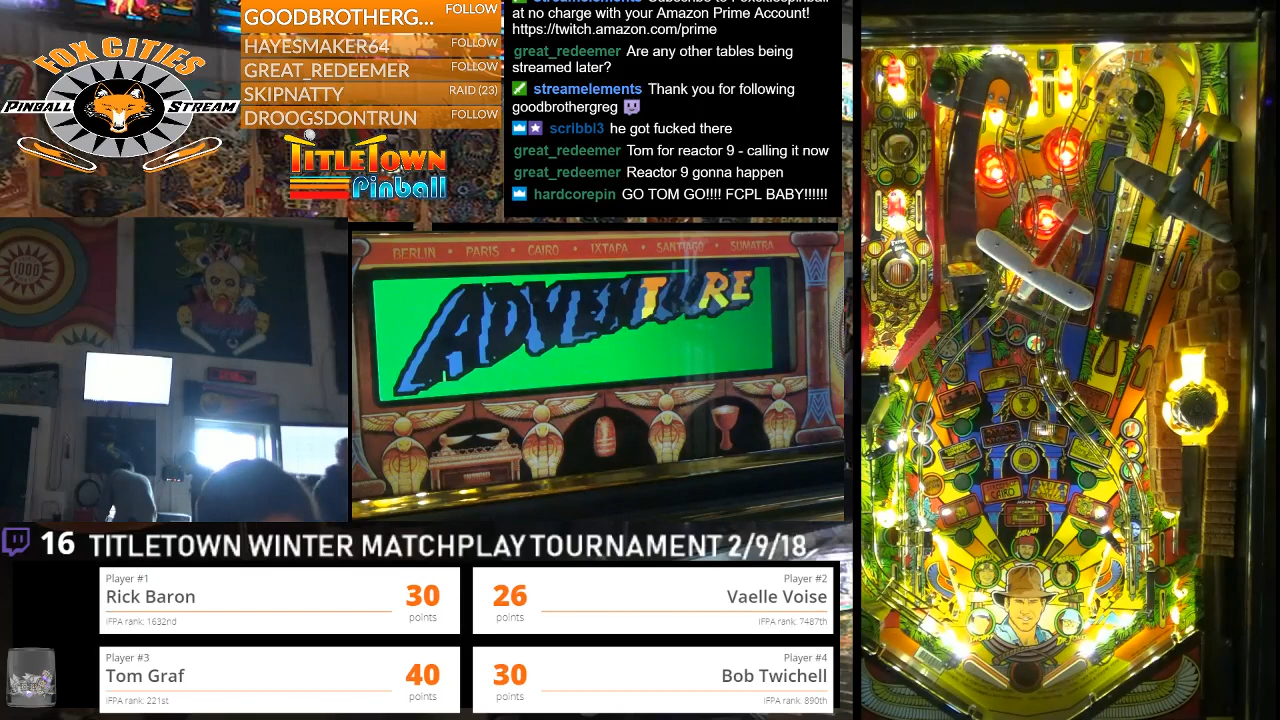 FOX CITIES
PINBALL STREAM
GOODBROTHERG... FOLLOW
HAYESMAKER64 FOLLOW
GREAT_REDEEMER FOLLOW
SKIPNATTY RAID (23)
DROOGSDONTRUN FOLLOW
TITLETOWN
Pinball
at no charge with your Amazon Prime Account!
https://twitch.amazon.com/prime
great_redeemer Are any other tables being
streamed later?
streamelements Thank you for following
goodbrothergreg
scribbl3 he got fucked there
great_redeemer Tom for reactor 9 - calling it now
great_redeemer Reactor 9 gonna happen
hardcorepin GO TOM GO!!!! FCPL BABY!!!!!!
1000
BERLIN • PARIS • CAIRO • IXTAPA • SANTIAGO • SUMATRA
ADVENTURE
16 TITLETOWN WINTER MATCHPLAY TOURNAMENT 2/9/18
Player #1
Rick Baron
30
points
IFPA rank: 1632nd
Player #2
26
points
Vaelle Voise
IFPA rank: 7487th
Player #3
Tom Graf
40
points
IFPA rank: 221st
Player #4
30
points
Bob Twichell
IFPA rank: 890th
CAIRO